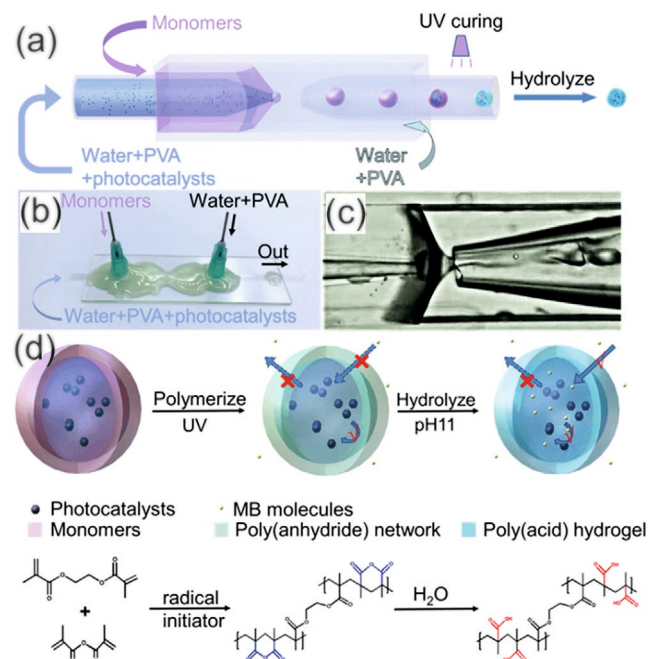 (a)
Monomers
UV curing
Hydrolyze
Water+PVA
+photocatalysts
Water
+PVA
(b)
Monomers
Water+PVA
Out
Water+PVA+photocatalysts
(c)
(d)
Polymerize
UV
Hydrolyze
pH11
Photocatalysts
MB molecules
Monomers
Poly(anhydride) network
Poly(acid) hydrogel
+
radical
initiator
H2O